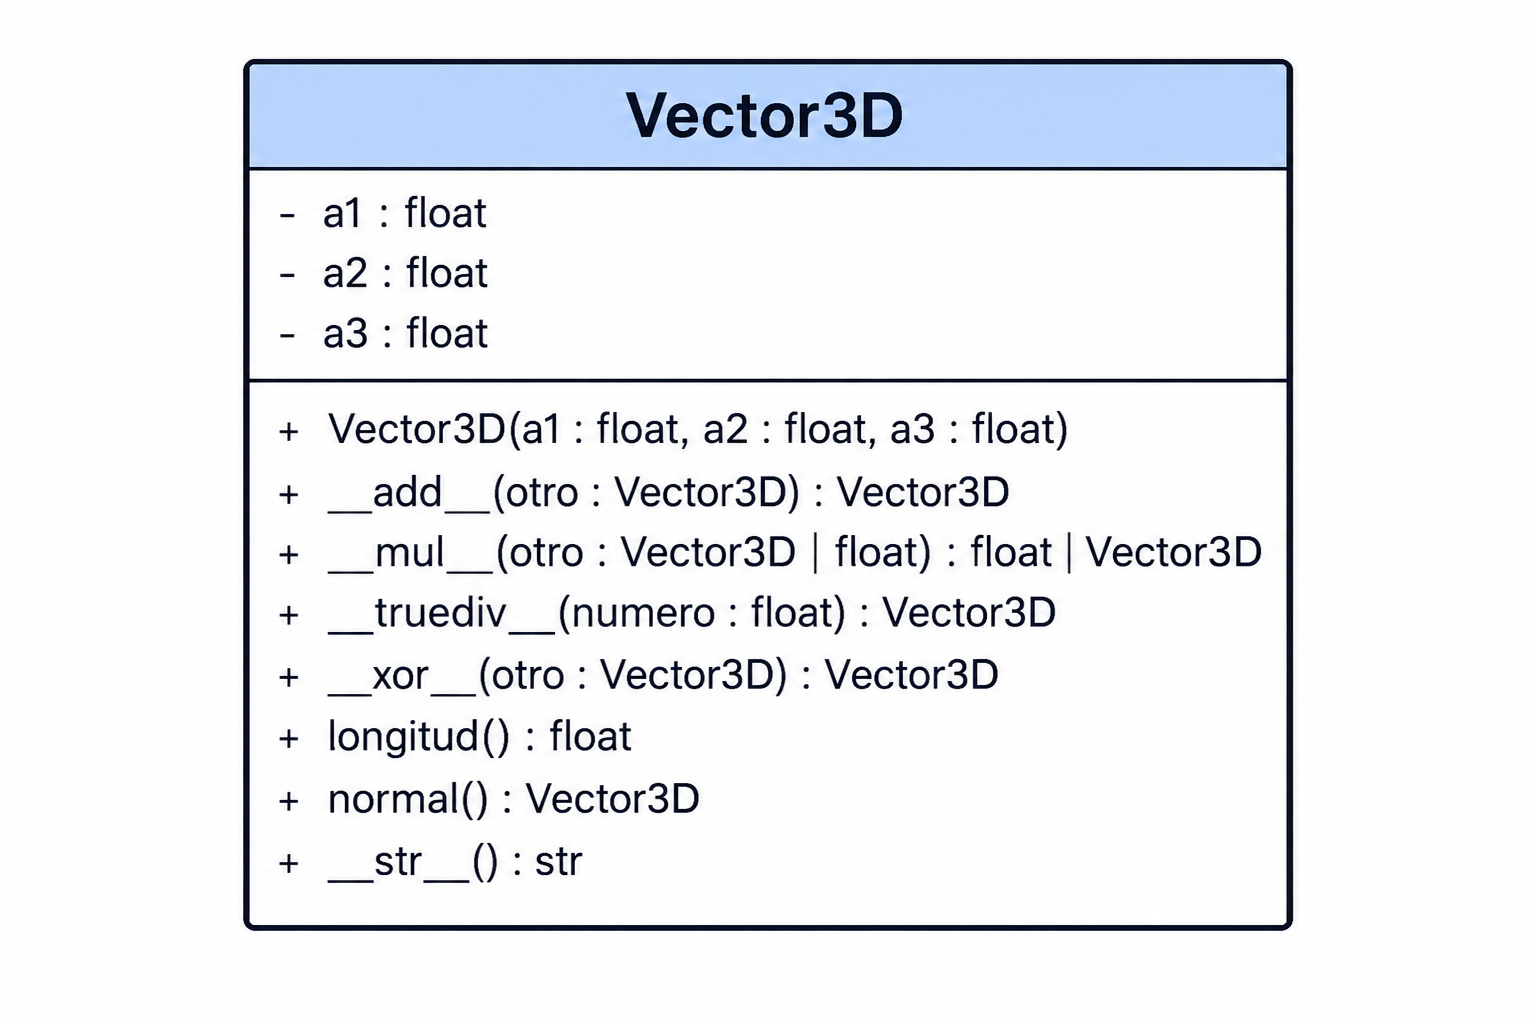 Vector3D
- a1 : float
- a2 : float
- a3 : float
+ Vector3D(a1 : float, a2 : float, a3 : float)
+ __add__(otro : Vector3D) : Vector3D
+ __mul__(otro : Vector3D | float) : float | Vector3D
+ __truediv__(numero : float) : Vector3D
+ __xor__(otro : Vector3D) : Vector3D
+ longitud() : float
+ normal() : Vector3D
+ __str__() : str